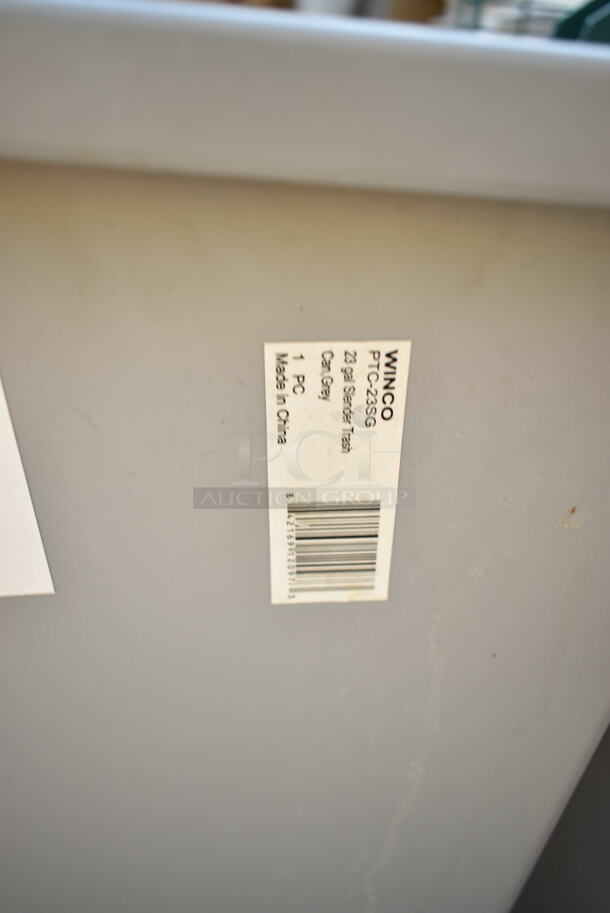 WINCO
PTC-23SG
23 gal Slender Trash
Can,Grey
1 PC
Made in China
PCI
AUCTION GROUP